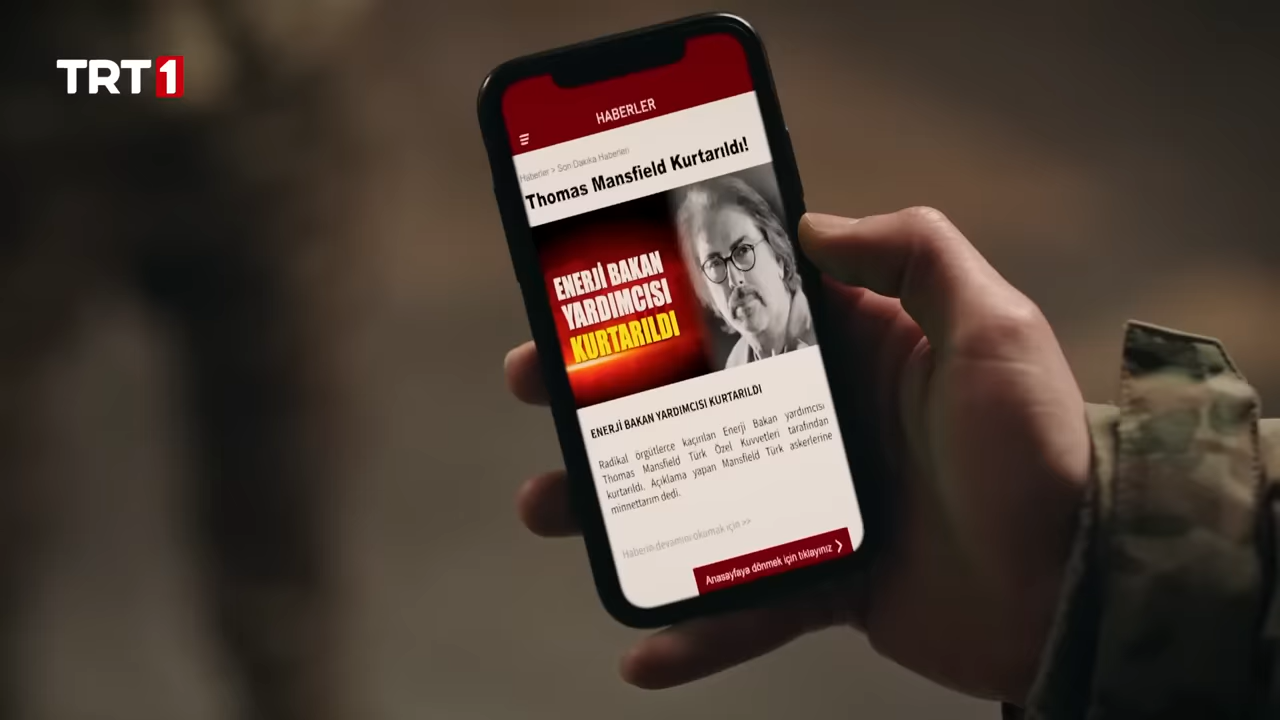 TRT 1
HABERLER
Haberler > Son Dakika Haberleri
Thomas Mansfield Kurtarıldı!
ENERJİ BAKAN
YARDIMCISI
KURTARILDI
ENERJİ BAKAN YARDIMCISI KURTARILDI
Radikal örgütlerce kaçırılan Enerji Bakan yardımcısı
Thomas Mansfield Türk Özel Kuvvetleri tarafından
kurtarıldı. Açıklama yapan Mansfield Türk askerlerine
minnettarım dedi.
Haberin devamını okumak için >>
Anasayfaya dönmek için tıklayınız